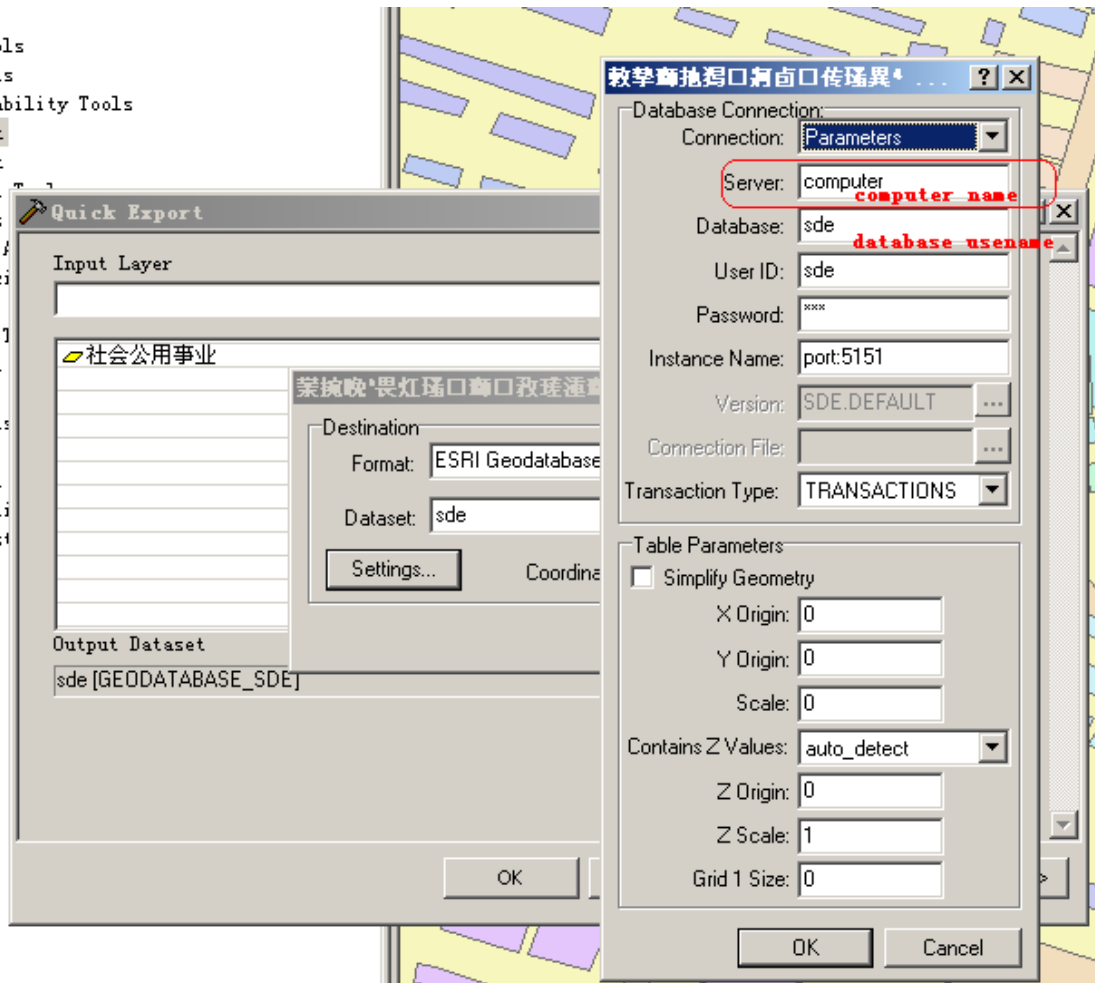 ols
s
ability Tools
Quick Export
Input Layer
社会公用事业
Destination
Format: ESRI Geodatabase
Dataset: sde
Settings...
Coordina
Output Dataset
sde [GEODATABASE_SDE]
OK
>
Database Connection:
Connection: Parameters
Server: computer
computer name
Database: sde
database usename
User ID: sde
Password: ***
Instance Name: port:5151
Version: SDE.DEFAULT ...
Connection File: ...
Transaction Type: TRANSACTIONS
Table Parameters
Simplify Geometry
X Origin: 0
Y Origin: 0
Scale: 0
Contains Z Values: auto_detect
Z Origin: 0
Z Scale: 1
Grid 1 Size: 0
OK Cancel